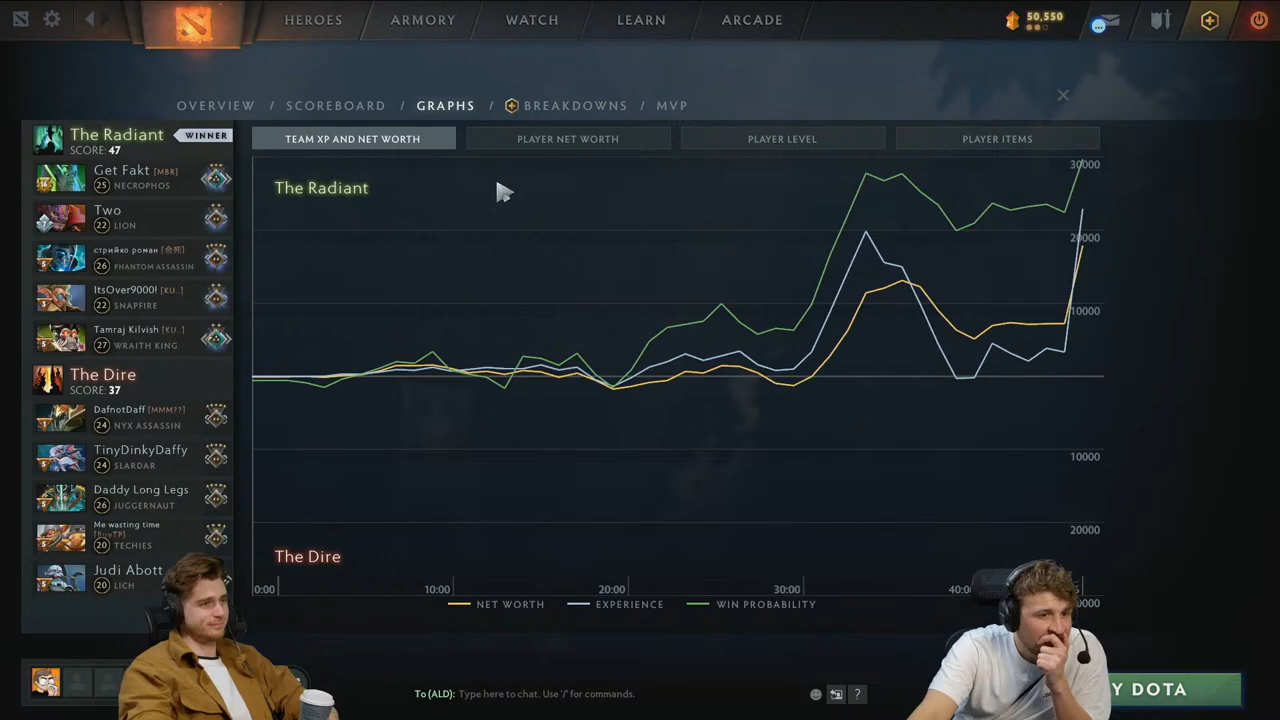 HEROES
ARMORY
WATCH
LEARN
ARCADE
50,550
OVERVIEW / SCOREBOARD / GRAPHS / BREAKDOWNS / MVP
The Radiant
WINNER
SCORE: 47
Get Fakt [MBR]
25 NECROPHOS
Two
22 LION
стрийко роман
26 PHANTOM ASSASSIN
ItsOver9000! [KU..]
22 SNAPFIRE
Tamraj Kilvish [KU..]
27 WRAITH KING
The Dire
SCORE: 37
DafnotDaff [MMM??]
24 NYX ASSASSIN
TinyDinkyDaffy
24 SLARDAR
Daddy Long Legs
26 JUGGERNAUT
Me wasting time
[BuyTP]
20 TECHIES
Judi Abott
20 LICH
TEAM XP AND NET WORTH
PLAYER NET WORTH
PLAYER LEVEL
PLAYER ITEMS
The Radiant
30000
20000
10000
10000
20000
The Dire
0:00
10:00
20:00
30:00
40:0
0000
NET WORTH
EXPERIENCE
WIN PROBABILITY
To (ALD): Type here to chat. Use '/' for commands.
?
Y DOTA